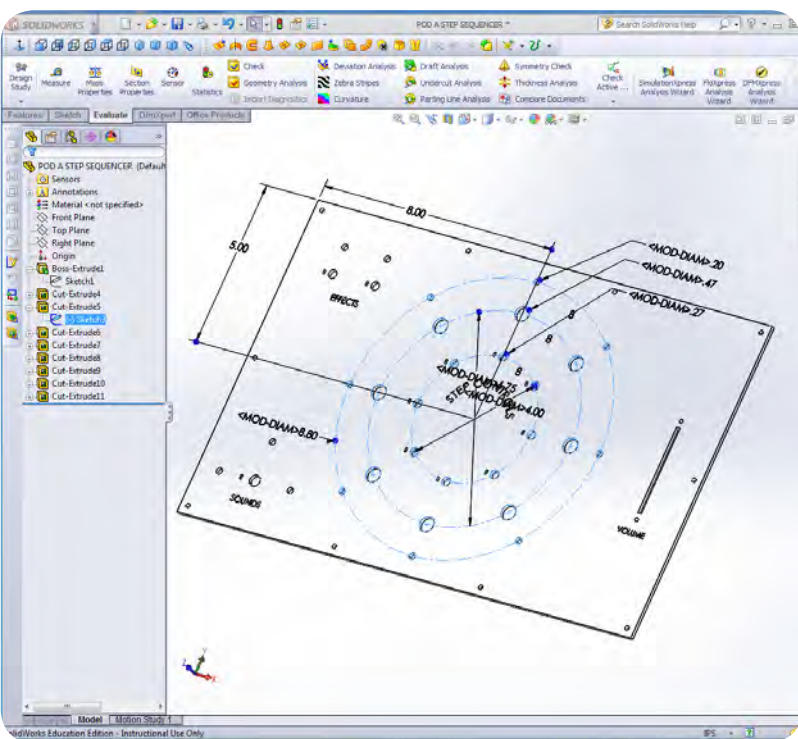 SOLIDWORKS
POD A STEP SEQUENCER *
Search SolidWorks Help
Design Study
Measure
Mass Properties
Section Properties
Sensor
Statistics
Check
Geometry Analysis
Import Diagnostics
Deviation Analysis
Zebra Stripes
Curvature
Draft Analysis
Undercut Analysis
Parting Line Analysis
Symmetry Check
Thickness Analysis
Compare Documents
Check Active ...
SimulationXpress Analysis Wizard
FloXpress Analysis Wizard
DFMXpress Analysis Wizard
Features
Sketch
Evaluate
DimXpert
Office Products
POD A STEP SEQUENCER (Default
Sensors
Annotations
Material <not specified>
Front Plane
Top Plane
Right Plane
Origin
Boss-Extrude1
Sketch1
Cut-Extrude4
Cut-Extrude5
Cut-Extrude6
Cut-Extrude7
Cut-Extrude8
Cut-Extrude9
Cut-Extrude10
Cut-Extrude11
8.00
5.00
<MOD-DIAM>.20
<MOD-DIAM>.47
<MOD-DIAM>.27
EFFECTS
8
8
8
<MOD-DIAM>4.00
<MOD-DIAM>8.80
SOUNDS
VOLUME
Y
Z
X
Model
Motion Study 1
SolidWorks Education Edition - Instructional Use Only
IPS